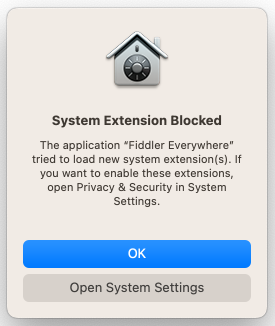 System Extension Blocked
The application “Fiddler Everywhere”
tried to load new system extension(s). If
you want to enable these extensions,
open Privacy & Security in System
Settings.
OK
Open System Settings